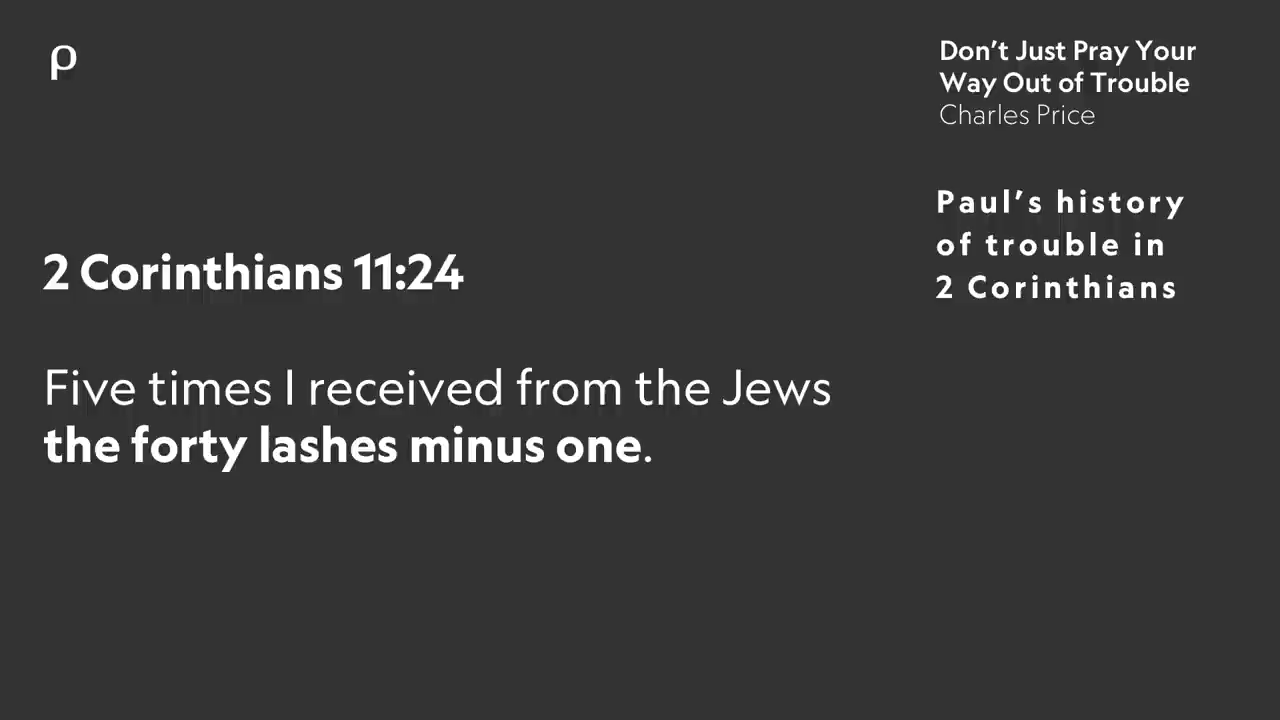 ρ
Don’t Just Pray Your
Way Out of Trouble
Charles Price
Paul’s history
of trouble in
2 Corinthians
2 Corinthians 11:24
Five times I received from the Jews
the forty lashes minus one.